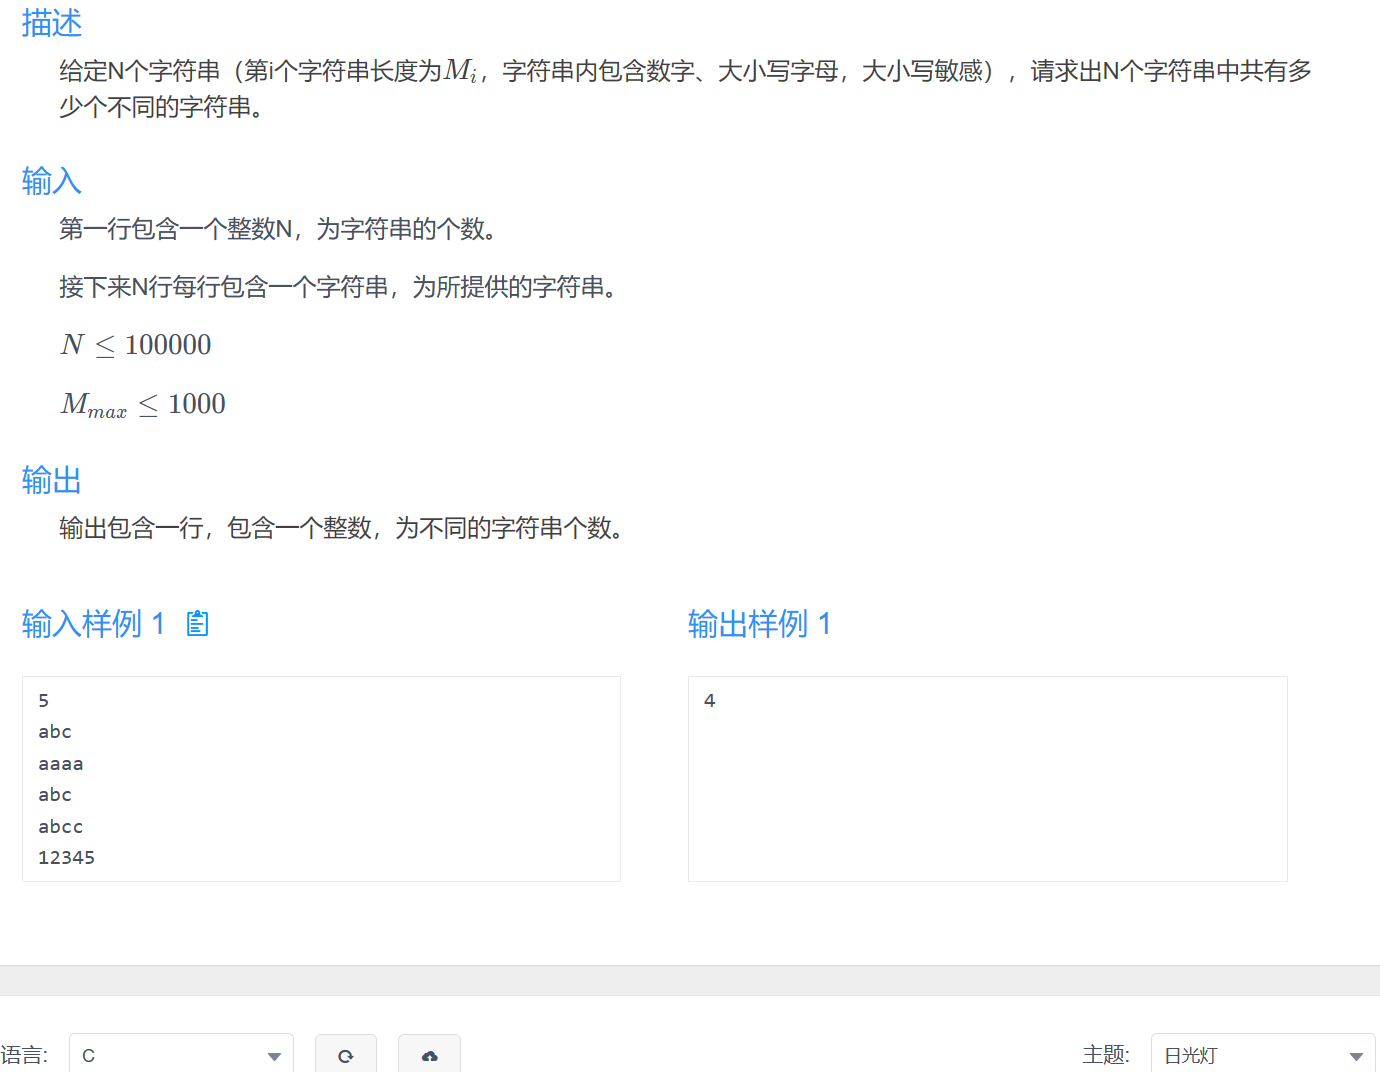 描述
给定N个字符串（第i个字符串长度为M_i，字符串内包含数字、大小写字母，大小写敏感），请求出N个字符串中共有多
少个不同的字符串。
输入
第一行包含一个整数N，为字符串的个数。
接下来N行每行包含一个字符串，为所提供的字符串。
N ≤ 100000
M_{max} ≤ 1000
输出
输出包含一行，包含一个整数，为不同的字符串个数。
输入样例 1
5
abc
aaaa
abc
abcc
12345
输出样例 1
4
语言: C
主题: 日光灯